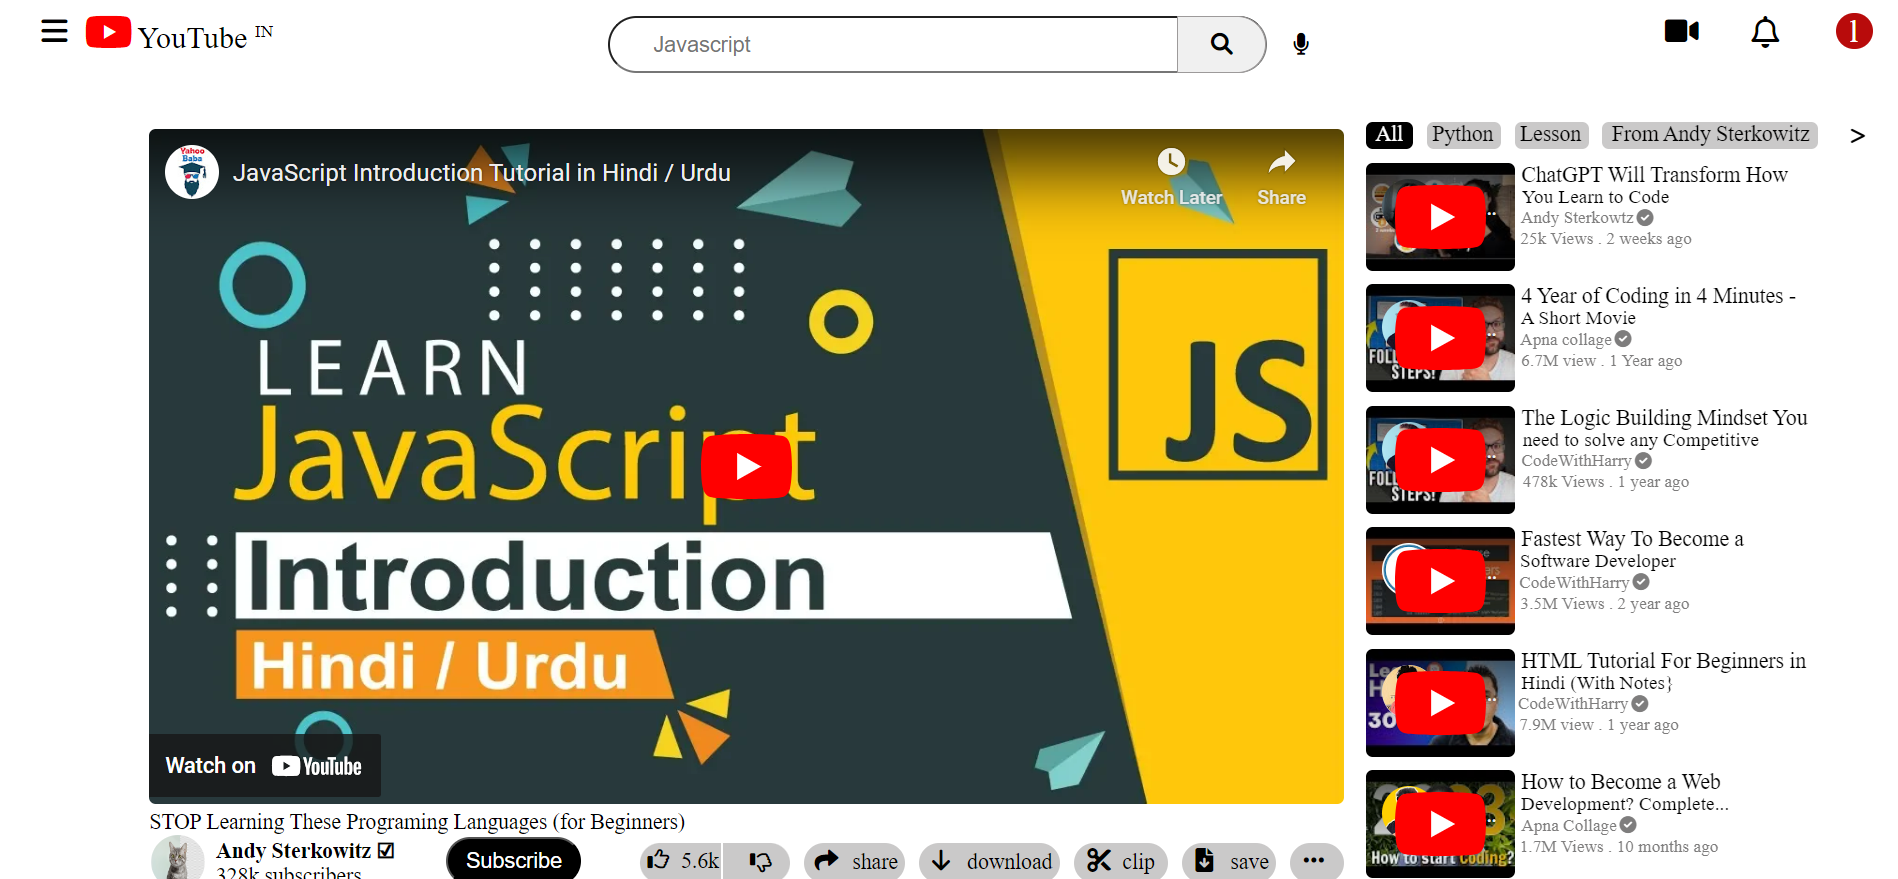 YouTube IN
Javascript
1
JavaScript Introduction Tutorial in Hindi / Urdu
Yahoo
Baba
Watch Later
Share
LEARN
JavaScript
JS
Introduction
Hindi / Urdu
Watch on YouTube
STOP Learning These Programing Languages (for Beginners)
Andy Sterkowitz
328k subscribers
Subscribe
5.6k
share
download
clip
save
All Python Lesson From Andy Sterkowitz >
ChatGPT Will Transform How
You Learn to Code
Andy Sterkowtz
25k Views . 2 weeks ago
FOLL
STEPS!
4 Year of Coding in 4 Minutes -
A Short Movie
Apna collage
6.7M view . 1 Year ago
FOLL
STEPS!
The Logic Building Mindset You
need to solve any Competitive
CodeWithHarry
478k Views . 1 year ago
Fastest Way To Become a
Software Developer
CodeWithHarry
3.5M Views . 2 year ago
30
HTML Tutorial For Beginners in
Hindi (With Notes}
CodeWithHarry
7.9M view . 1 year ago
How to start Coding?
How to Become a Web
Development? Complete...
Apna Collage
1.7M Views . 10 months ago